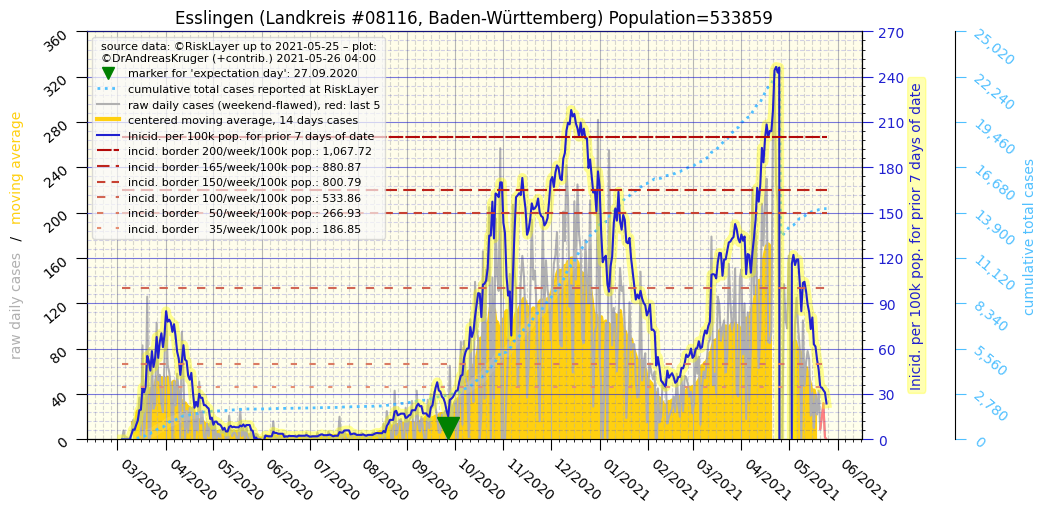 Esslingen (Landkreis #08116, Baden-Württemberg) Population=533859
source data: ©RiskLayer up to 2021-05-25 – plot:
©DrAndreasKruger (+contrib.) 2021-05-26 04:00
marker for 'expectation day': 27.09.2020
cumulative total cases reported at RiskLayer
raw daily cases (weekend-flawed), red: last 5
centered moving average, 14 days cases
Inicid. per 100k pop. for prior 7 days of date
incid. border 200/week/100k pop.: 1,067.72
incid. border 165/week/100k pop.: 880.87
incid. border 150/week/100k pop.: 800.79
incid. border 100/week/100k pop.: 533.86
incid. border   50/week/100k pop.: 266.93
incid. border   35/week/100k pop.: 186.85
raw daily cases / moving average
360
320
280
240
200
160
120
80
40
0
03/2020
04/2020
05/2020
06/2020
07/2020
08/2020
09/2020
10/2020
11/2020
12/2020
01/2021
02/2021
03/2021
04/2021
05/2021
06/2021
270
240
210
180
150
120
90
60
30
0
Inicid. per 100k pop. for prior 7 days of date
25,020
22,240
19,460
16,680
13,900
11,120
8,340
5,560
2,780
0
cumulative total cases